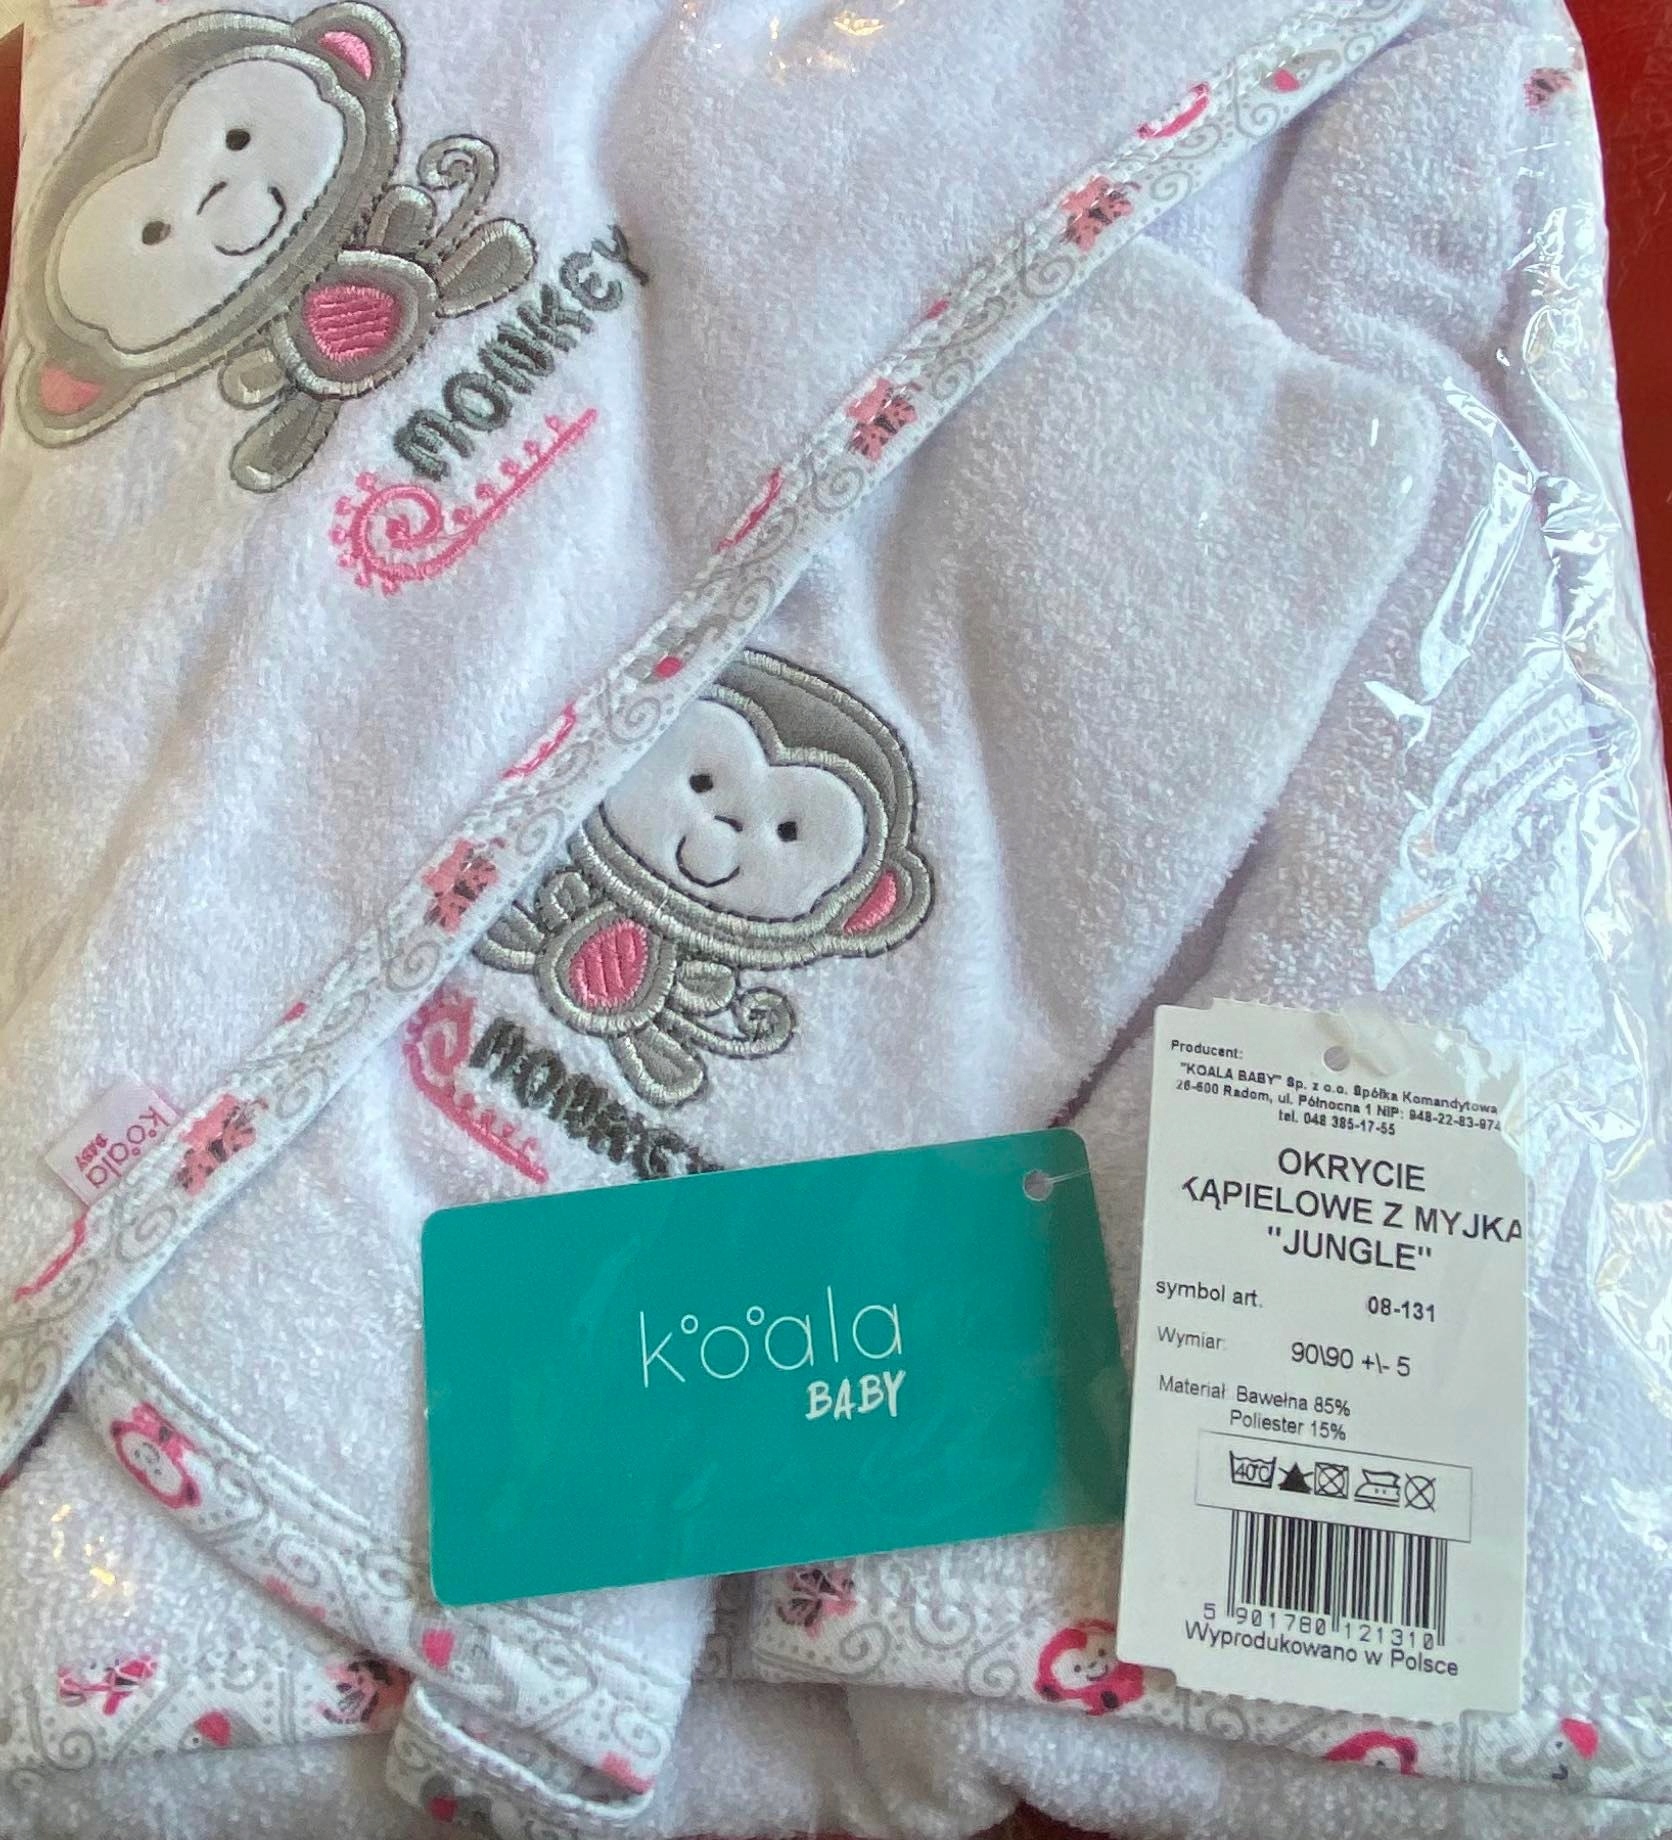 MONKEY
koala
BABY
MONKEY
koala
BABY
Producent:
"KOALA BABY" Sp. z o.o. Spółka Komandytowa
26-600 Radom, ul. Północna 1 NIP: 948-22-83-974
tel. 048 385-17-55
OKRYCIE
KĄPIELOWE Z MYJKĄ
"JUNGLE"
symbol art. 08-131
Wymiar: 90\90 +\- 5
Materiał: Bawełna 85%
Poliester 15%
40°C
5 901780 121310
Wyprodukowano w Polsce